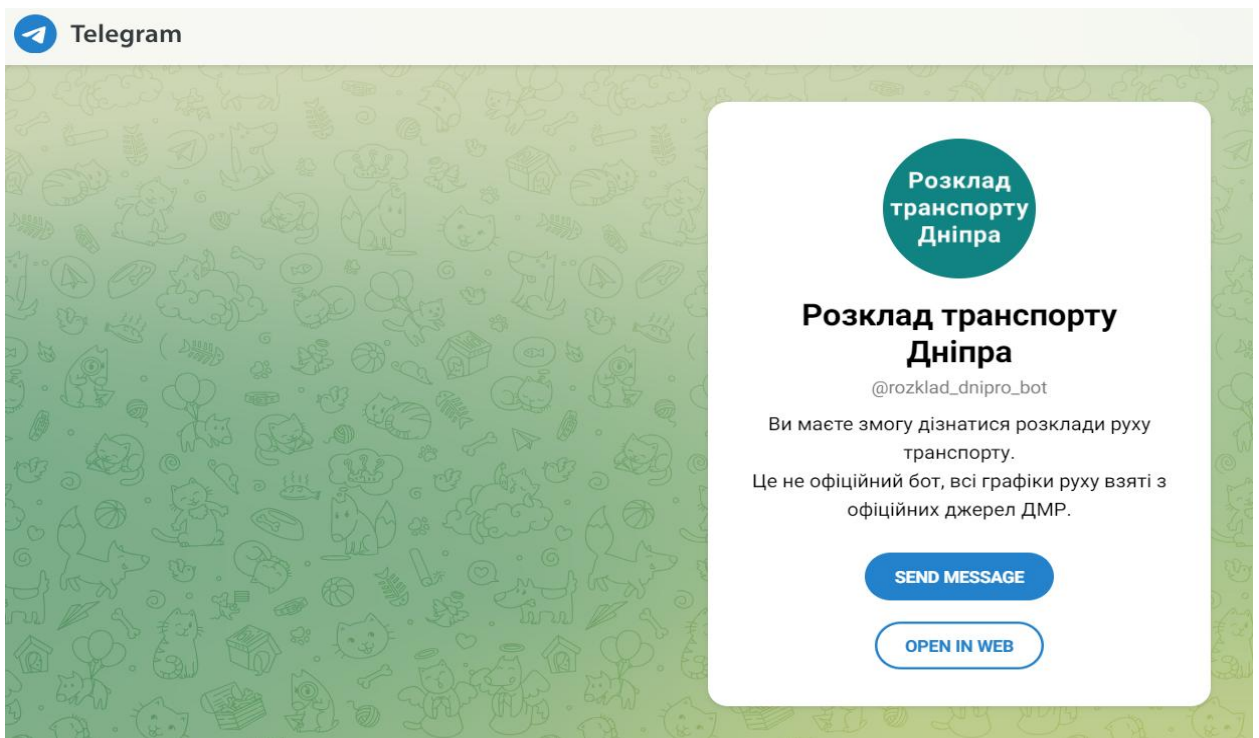 Telegram
Розклад
транспорту
Дніпра
Розклад транспорту
Дніпра
@rozklad_dnipro_bot
Ви маєте змогу дізнатися розклади руху
транспорту.
Це не офіційний бот, всі графіки руху взяті з
офіційних джерел ДМР.
SEND MESSAGE
OPEN IN WEB